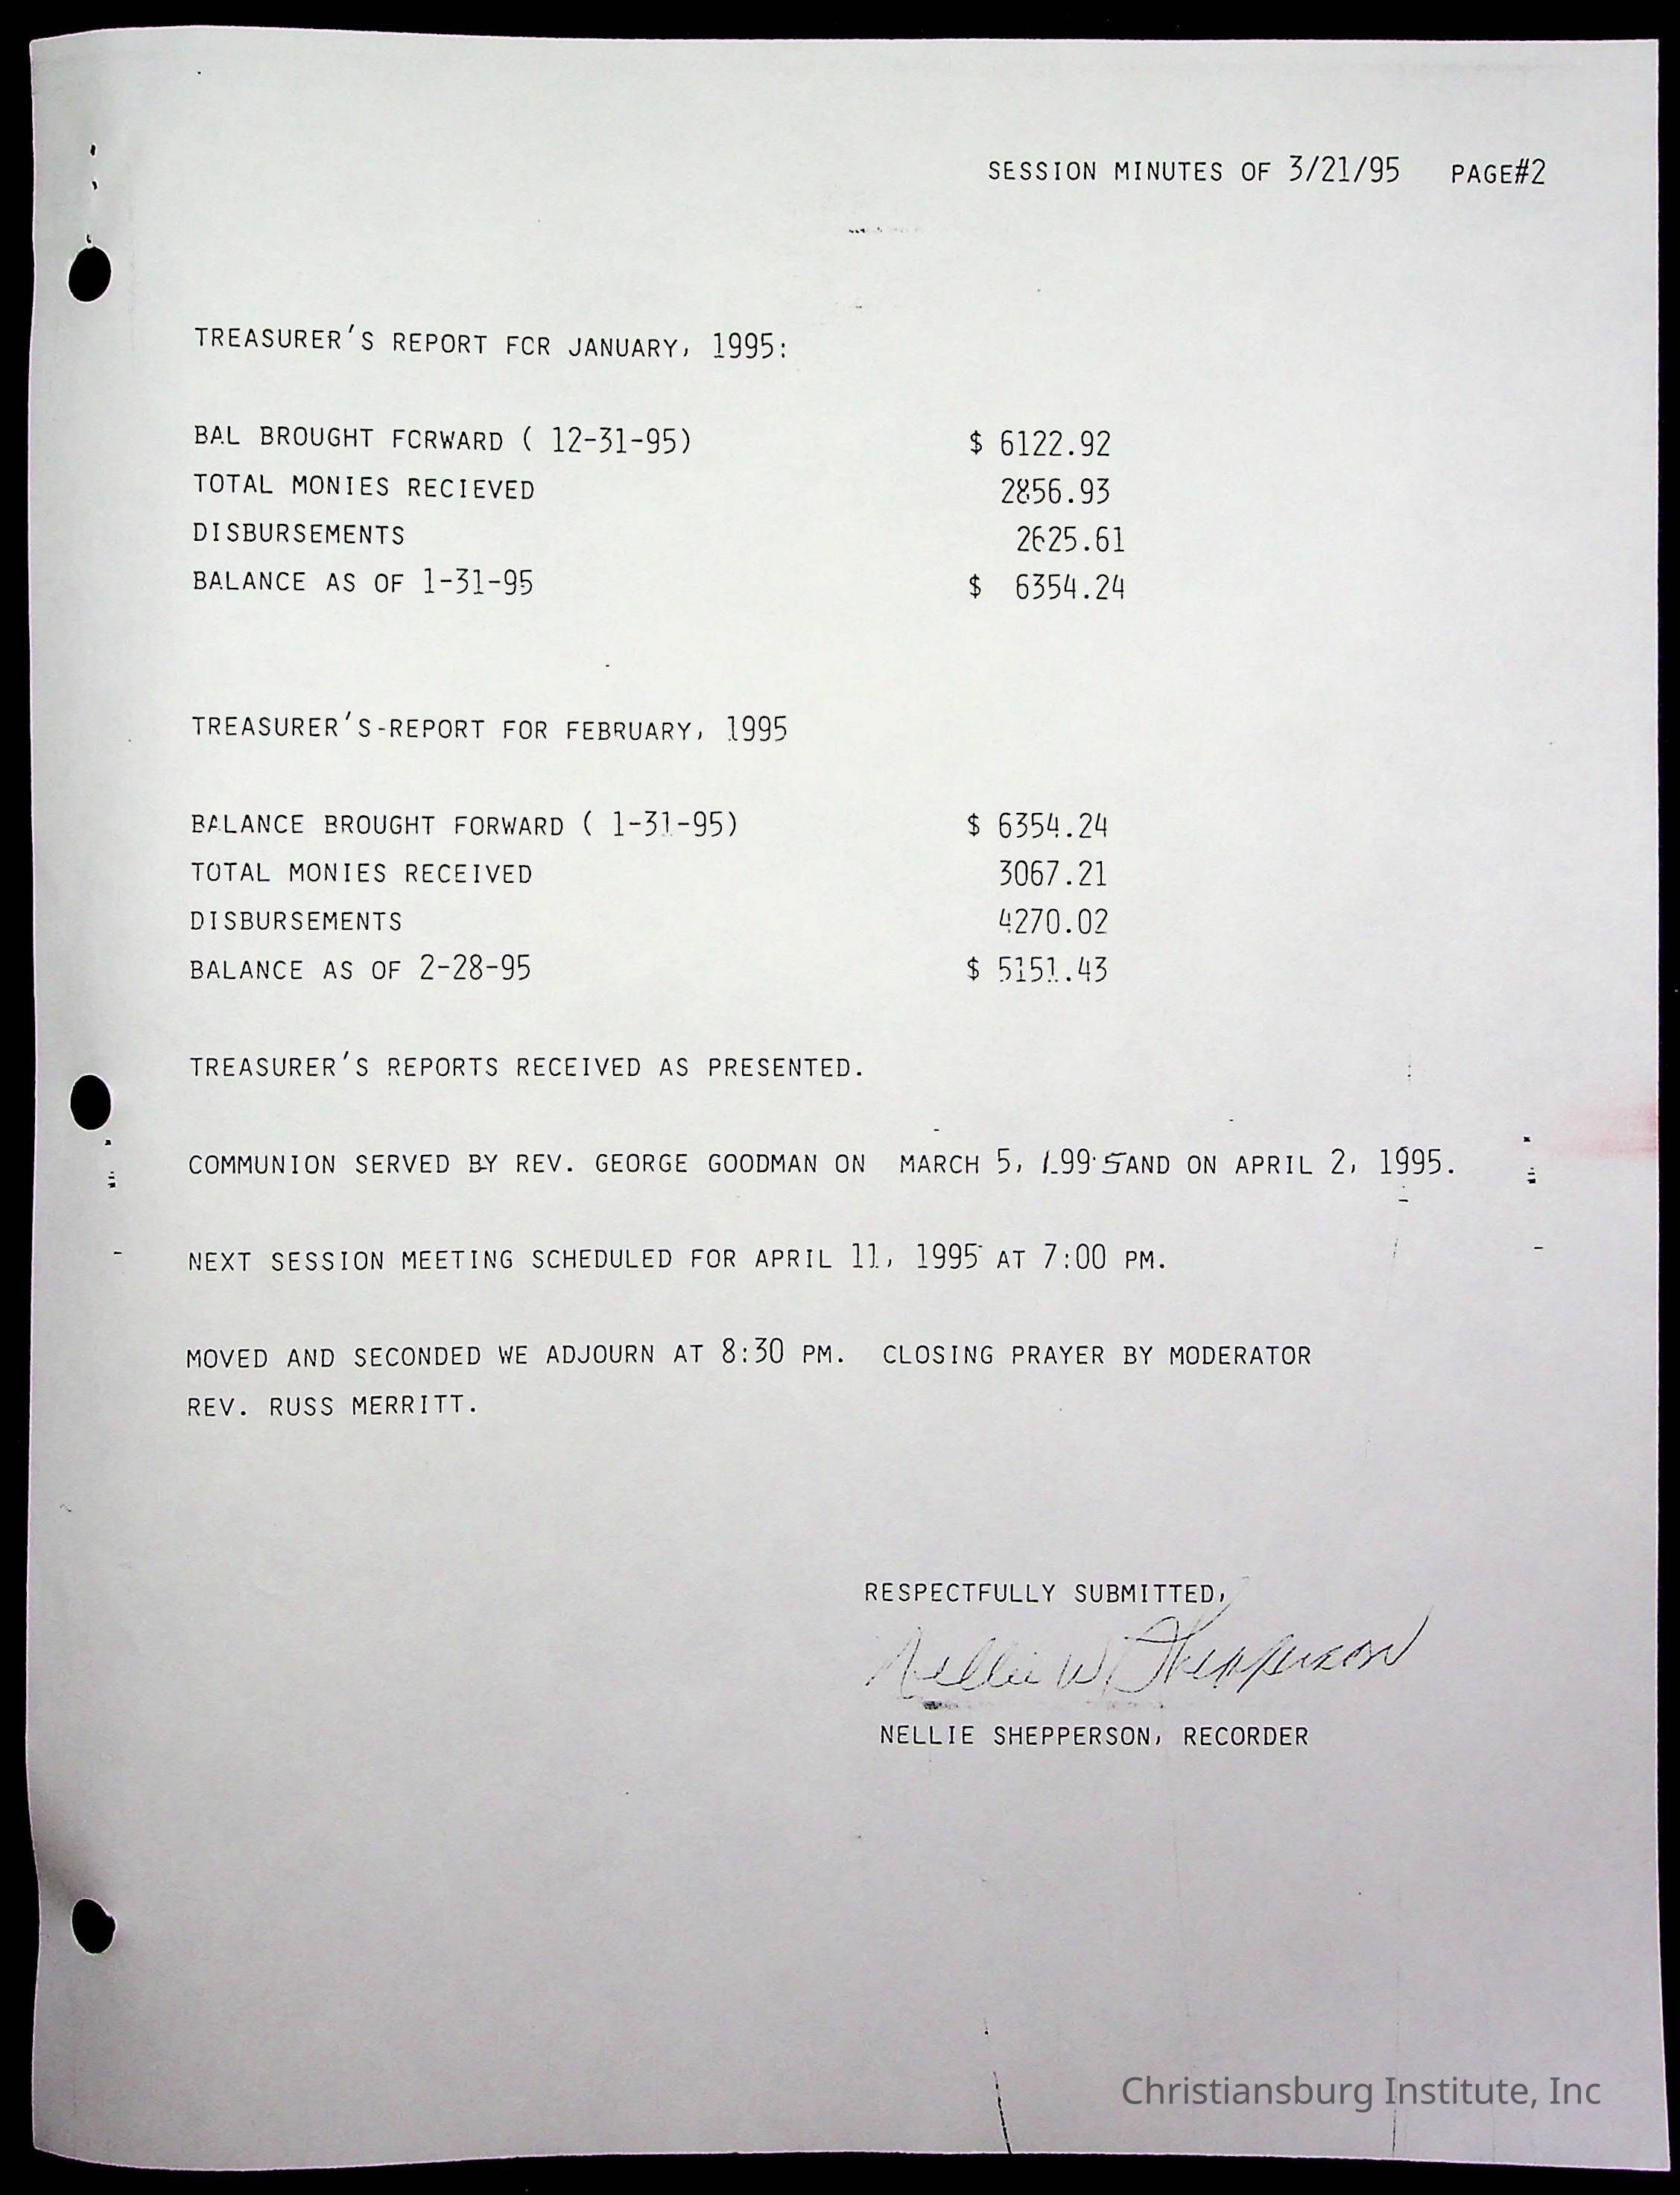 SESSION MINUTES OF 3/21/95 PAGE#2
TREASURER'S REPORT FOR JANUARY, 1995:
BAL BROUGHT FORWARD ( 12-31-95) $ 6122.92
TOTAL MONIES RECIEVED 2856.93
DISBURSEMENTS 2625.61
BALANCE AS OF 1-31-95 $ 6354.24
TREASURER'S-REPORT FOR FEBRUARY, 1995
BALANCE BROUGHT FORWARD ( 1-31-95) $ 6354.24
TOTAL MONIES RECEIVED 3067.21
DISBURSEMENTS 4270.02
BALANCE AS OF 2-28-95 $ 5151.43
TREASURER'S REPORTS RECEIVED AS PRESENTED.
COMMUNION SERVED BY REV. GEORGE GOODMAN ON MARCH 5, 1995AND ON APRIL 2, 1995.
NEXT SESSION MEETING SCHEDULED FOR APRIL 11, 1995 AT 7:00 PM.
MOVED AND SECONDED WE ADJOURN AT 8:30 PM. CLOSING PRAYER BY MODERATOR
REV. RUSS MERRITT.
RESPECTFULLY SUBMITTED,
Nellie W Shepperson
NELLIE SHEPPERSON, RECORDER
Christiansburg Institute, Inc